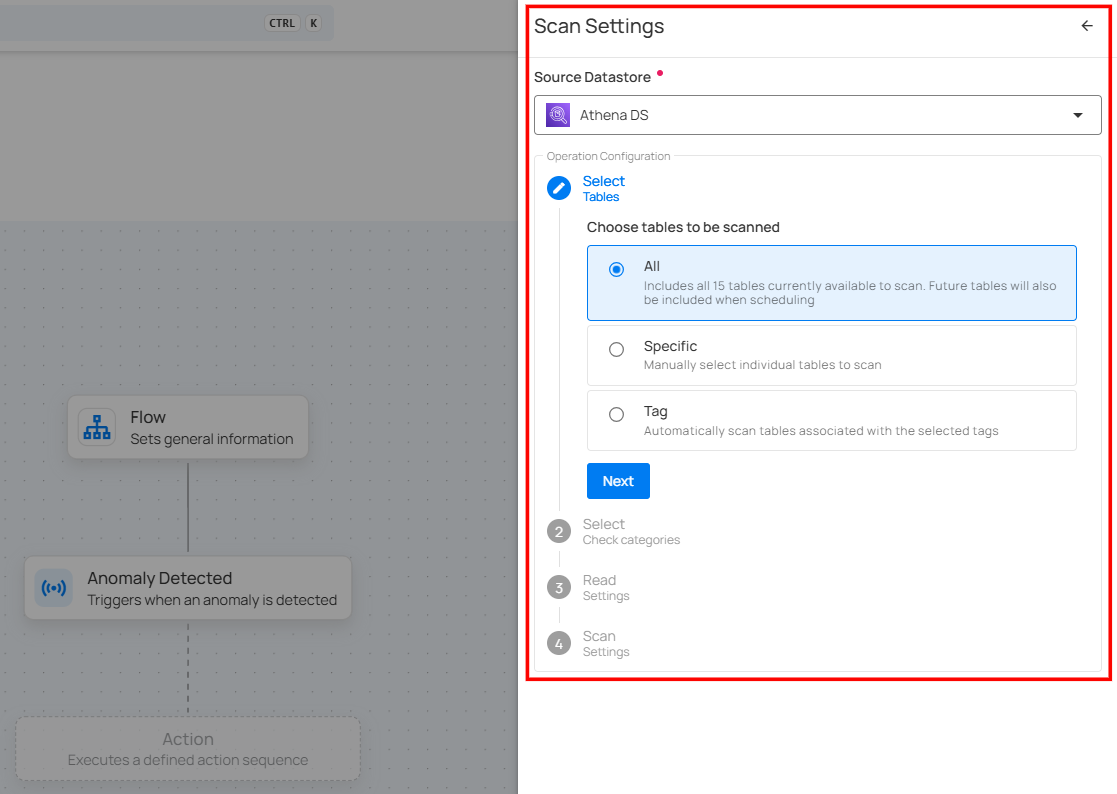 CTRL K
Scan Settings
Source Datastore
Athena DS
Operation Configuration
Select
Tables
Choose tables to be scanned
All
Includes all 15 tables currently available to scan. Future tables will also
be included when scheduling
Specific
Manually select individual tables to scan
Tag
Automatically scan tables associated with the selected tags
Next
2
Select
Check categories
3
Read
Settings
4
Scan
Settings
Flow
Sets general information
Anomaly Detected
Triggers when an anomaly is detected
Action
Executes a defined action sequence